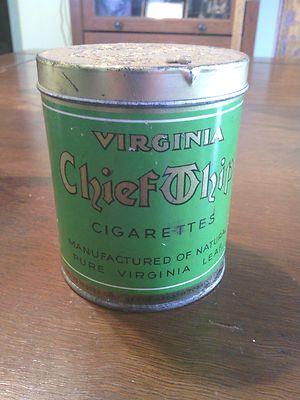 VIRGINIA
Chief Whip
CIGARETTES
MANUFACTURED OF NATURAL
PURE VIRGINIA LEAF